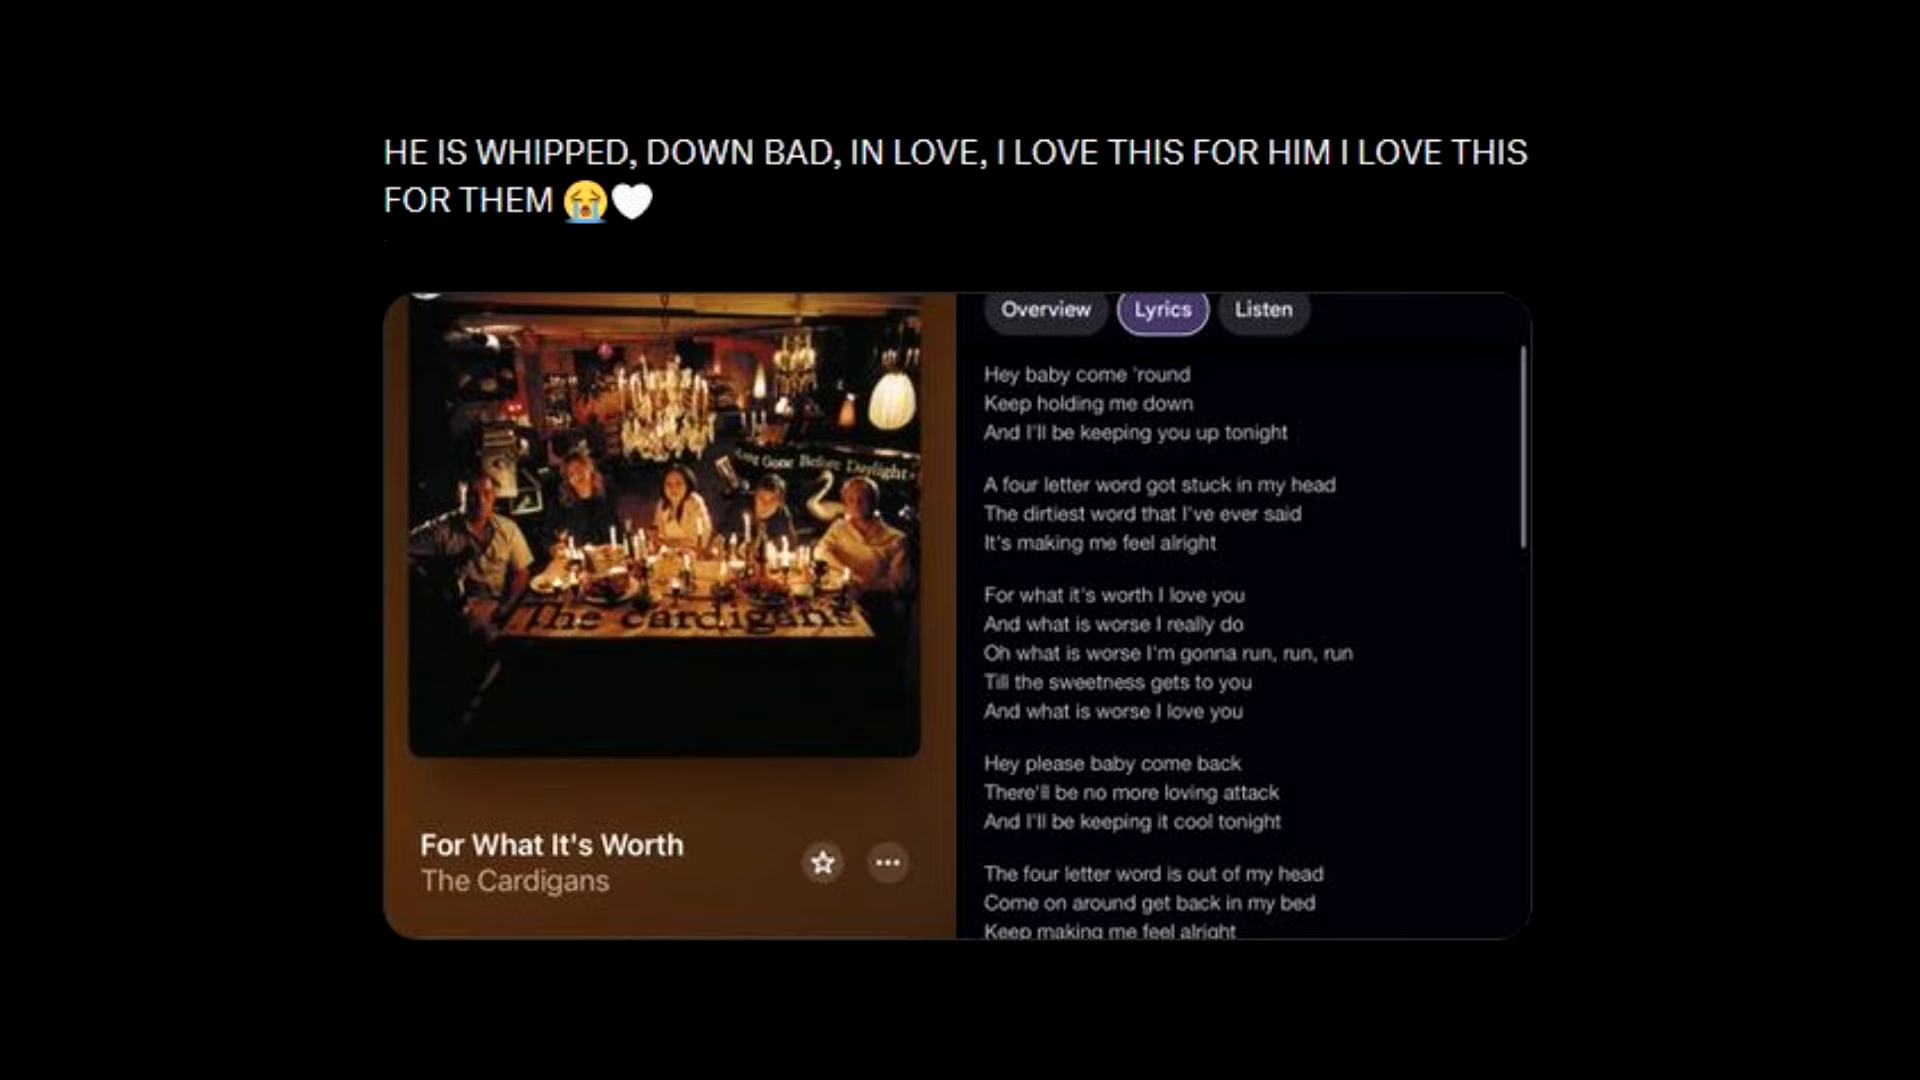 HE IS WHIPPED, DOWN BAD, IN LOVE, I LOVE THIS FOR HIM I LOVE THIS
FOR THEM 😭🤍
Long Gone Before Daylight
The cardigans
For What It's Worth
The Cardigans
Overview
Lyrics
Listen
Hey baby come 'round
Keep holding me down
And I'll be keeping you up tonight
A four letter word got stuck in my head
The dirtiest word that I've ever said
It's making me feel alright
For what it's worth I love you
And what is worse I really do
Oh what is worse I'm gonna run, run, run
Till the sweetness gets to you
And what is worse I love you
Hey please baby come back
There'll be no more loving attack
And I'll be keeping it cool tonight
The four letter word is out of my head
Come on around get back in my bed
Keep making me feel alright